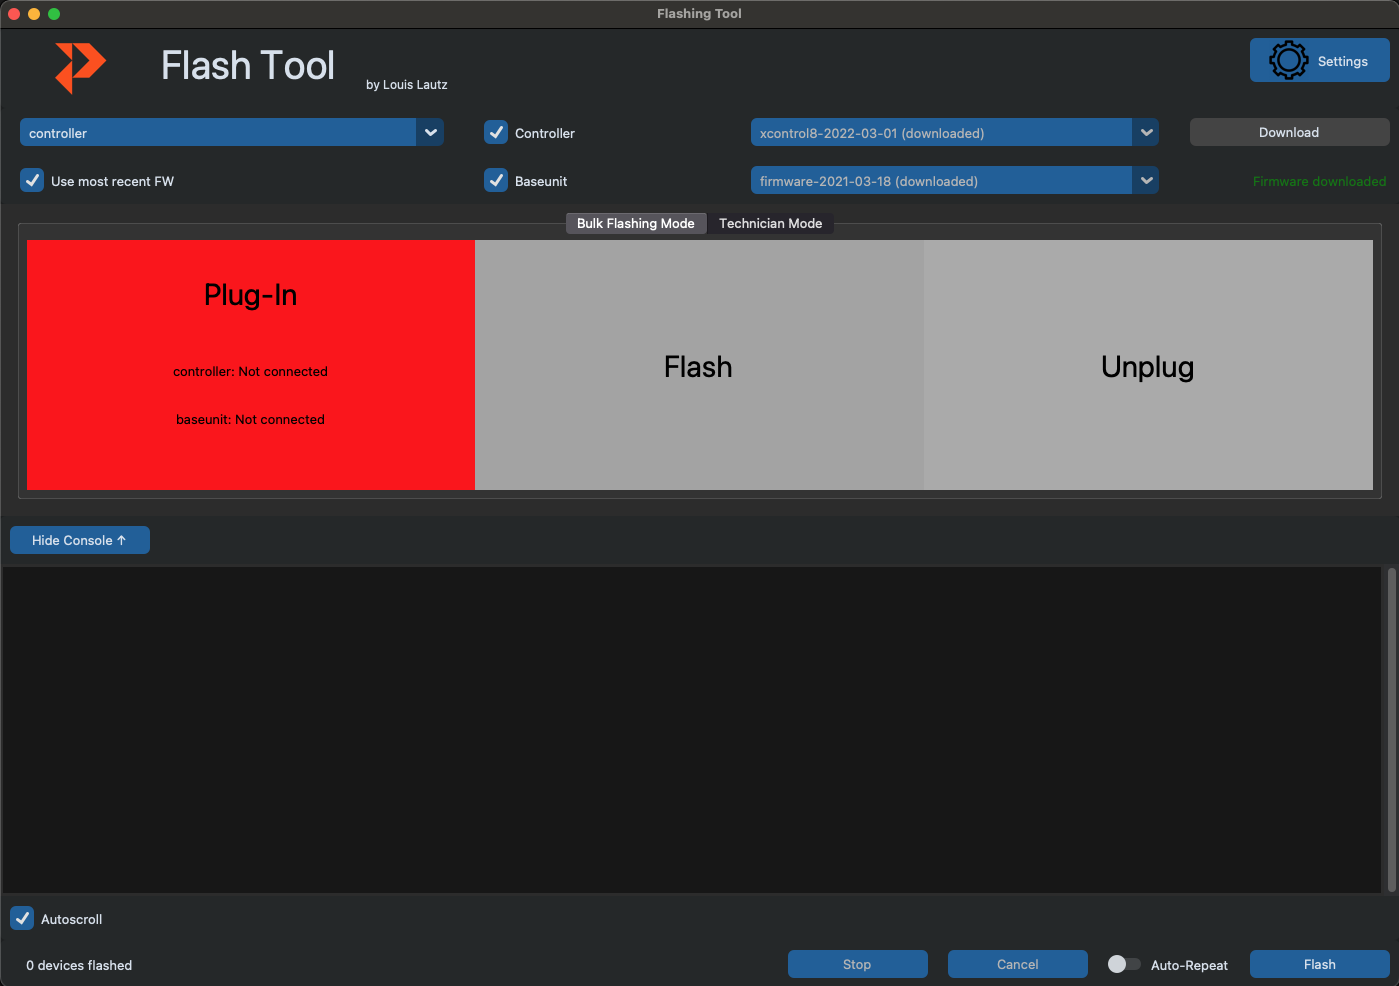 Flashing Tool
Flash Tool
by Louis Lautz
Settings
controller
Controller
xcontrol8-2022-03-01 (downloaded)
Download
Use most recent FW
Baseunit
firmware-2021-03-18 (downloaded)
Firmware downloaded
Bulk Flashing Mode
Technician Mode
Plug-In
controller: Not connected
baseunit: Not connected
Flash
Unplug
Hide Console ↑
Autoscroll
0 devices flashed
Stop
Cancel
Auto-Repeat
Flash